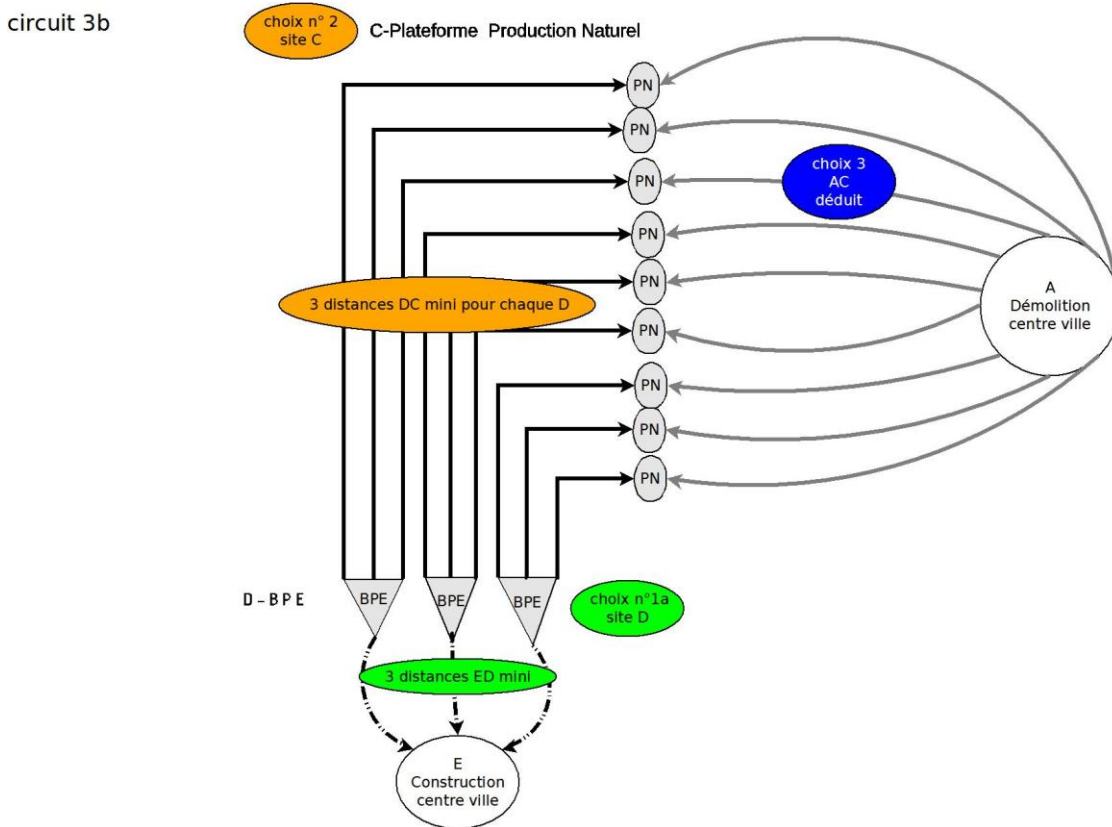 circuit 3b
choix n° 2
site C
C-Plateforme Production Naturel
PN
PN
PN
choix 3
AC
déduit
PN
PN
PN
3 distances DC mini pour chaque D
A
Démolition
centre ville
PN
PN
PN
D-BPE
BPE
BPE
BPE
choix n°1a
site D
3 distances ED mini
E
Construction
centre ville